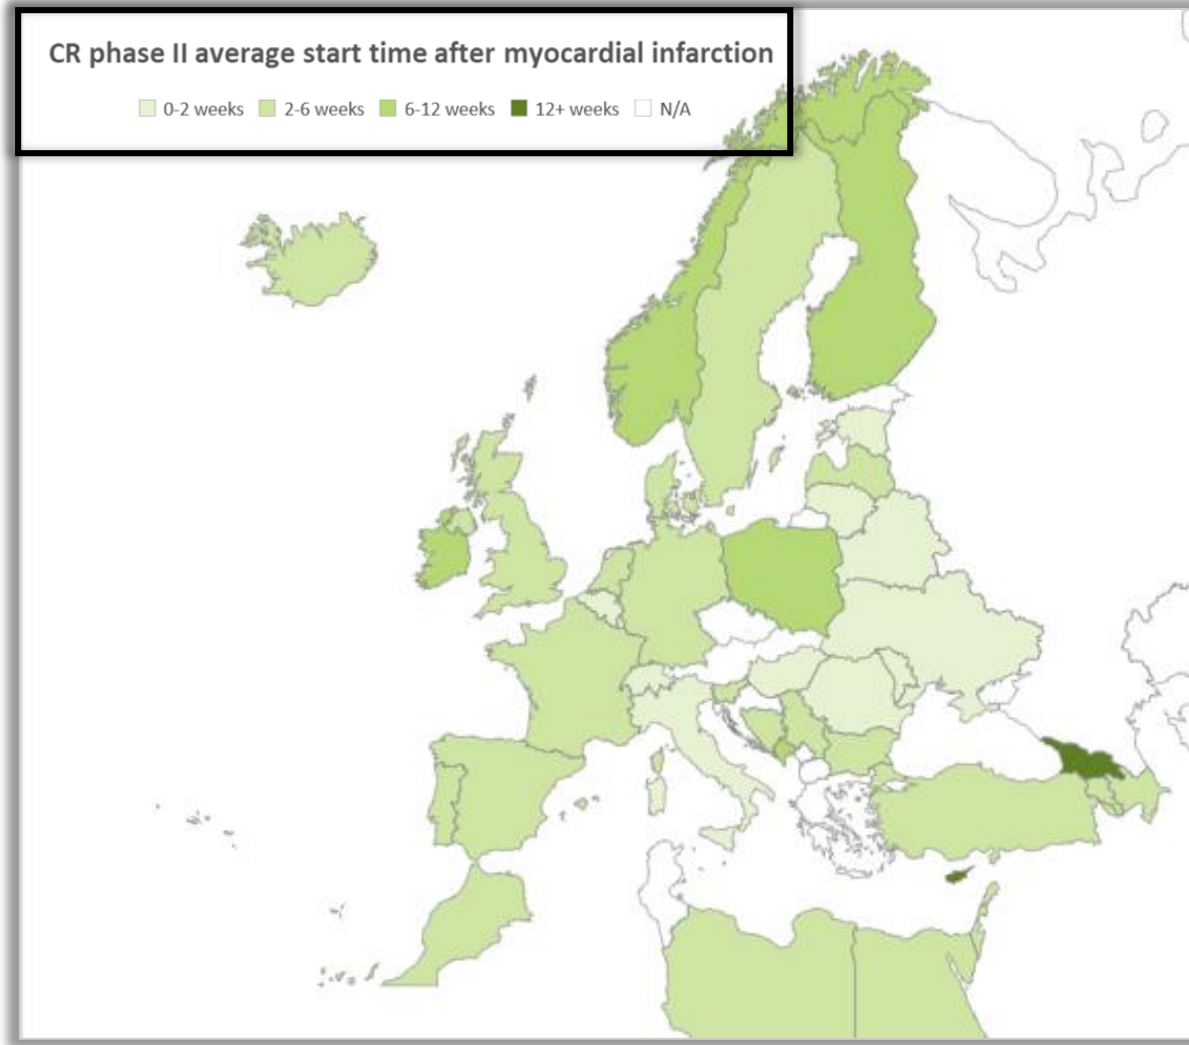 CR phase II average start time after myocardial infarction
0-2 weeks 2-6 weeks 6-12 weeks 12+ weeks N/A